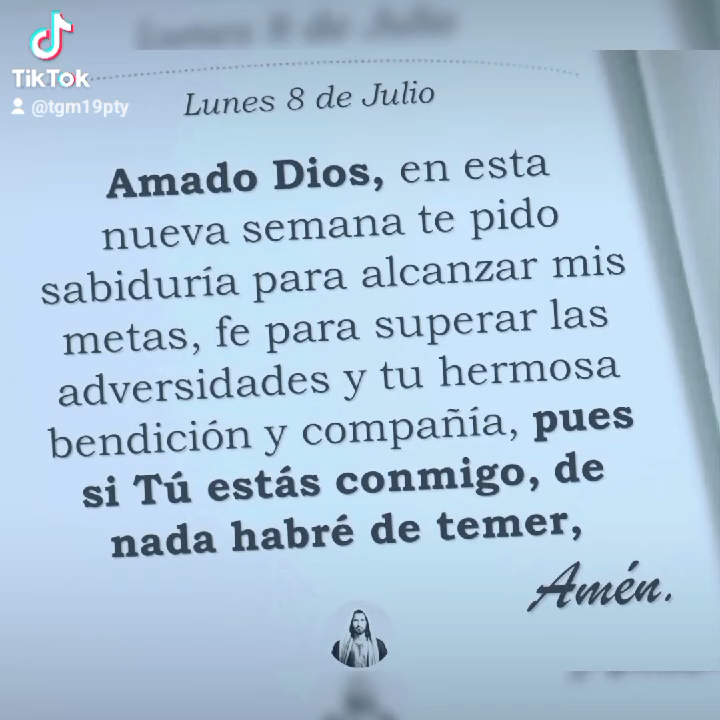 TikTok
@tgm19pty
Lunes 8 de Julio
Amado Dios, en esta
nueva semana te pido
sabiduría para alcanzar mis
metas, fe para superar las
adversidades y tu hermosa
bendición y compañía, pues
si Tú estás conmigo, de
nada habré de temer,
Amén.